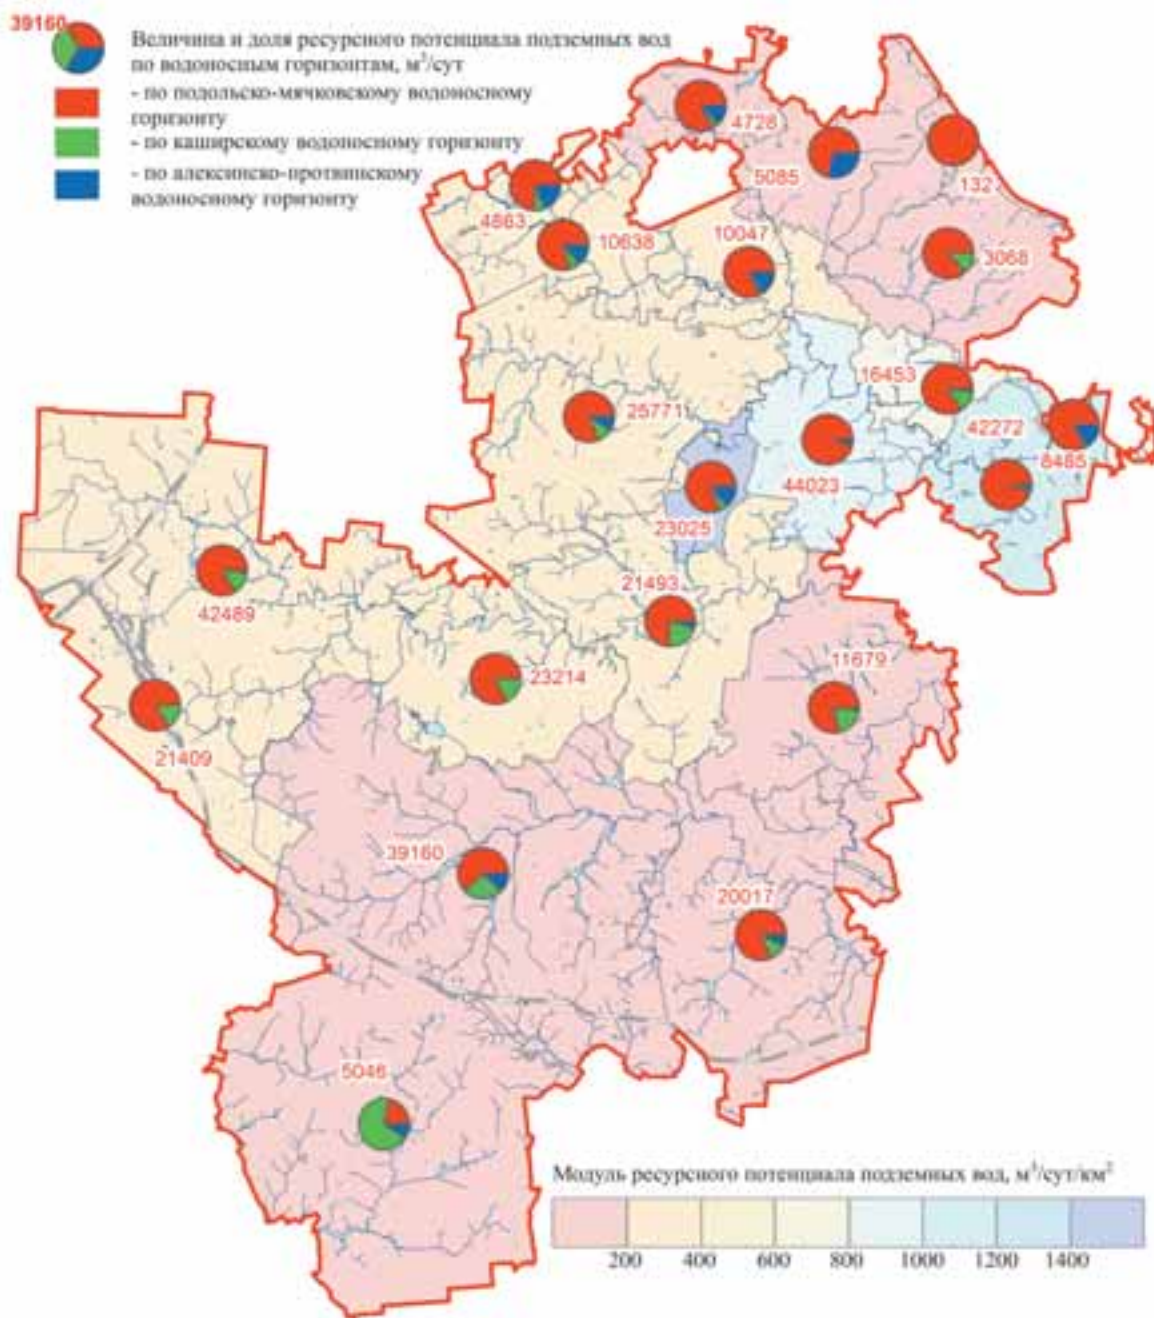 39160
Величина и доля ресурсного потенциала подземных вод
по водоносным горизонтам, м³/сут
- по подольско-мячковскому водоносному
горизонту
- по каширскому водоносному горизонту
- по алексинско-протвинскому
водоносному горизонту
4728
5085
132
4863
10638
10047
3068
16453
25771
42272
8485
44023
23025
21493
42489
23214
11679
21409
39160
20017
5046
Модуль ресурсного потенциала подземных вод, м³/сут/км²
200 400 600 800 1000 1200 1400